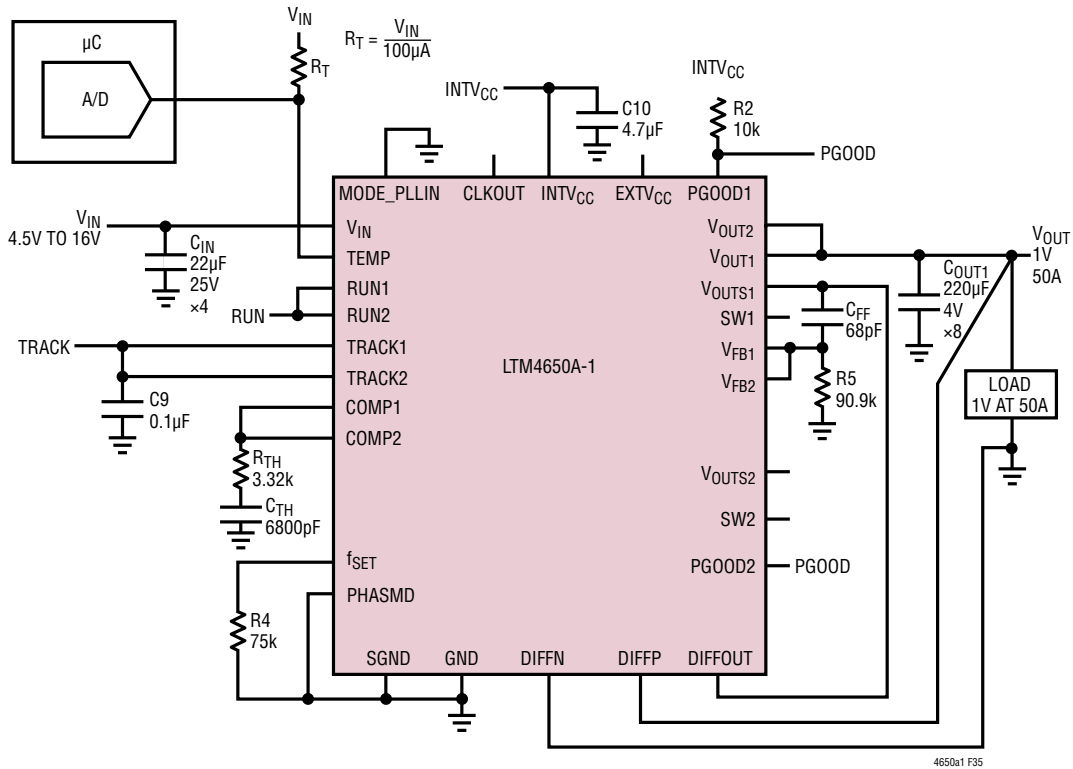 µC
A/D
VIN
RT
RT = VIN / 100µA
INTVCC
C10
4.7µF
INTVCC
R2
10k
PGOOD
MODE_PLLIN
CLKOUT
INTVCC
EXTVCC
PGOOD1
VIN
4.5V TO 16V
CIN
22µF
25V
×4
RUN
TRACK
C9
0.1µF
RTH
3.32k
CTH
6800pF
R4
75k
VIN
TEMP
RUN1
RUN2
TRACK1
TRACK2
COMP1
COMP2
fSET
PHASMD
LTM4650A-1
VOUT2
VOUT1
VOUTS1
SW1
VFB1
VFB2
VOUTS2
SW2
PGOOD2
PGOOD
SGND
GND
DIFFN
DIFFP
DIFFOUT
CFF
68pF
R5
90.9k
COUT1
220µF
4V
×8
VOUT
1V
50A
LOAD
1V AT 50A
4650a1 F35